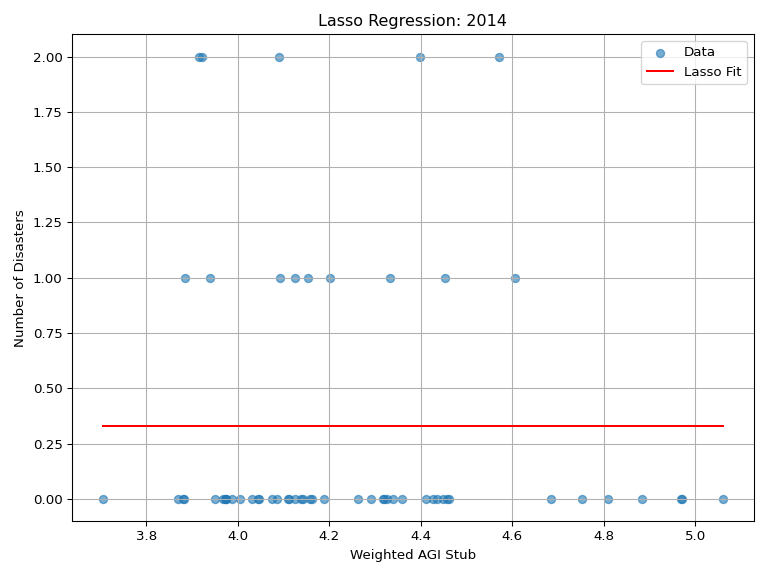 Lasso Regression: 2014
2.00
1.75
1.50
1.25
1.00
0.75
0.50
0.25
0.00
Number of Disasters
Data
Lasso Fit
3.8 4.0 4.2 4.4 4.6 4.8 5.0
Weighted AGI Stub